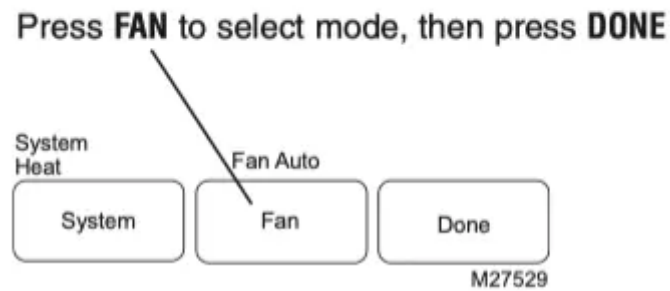 Press FAN to select mode, then press DONE
System
Heat
Fan Auto
System
Fan
Done
M27529